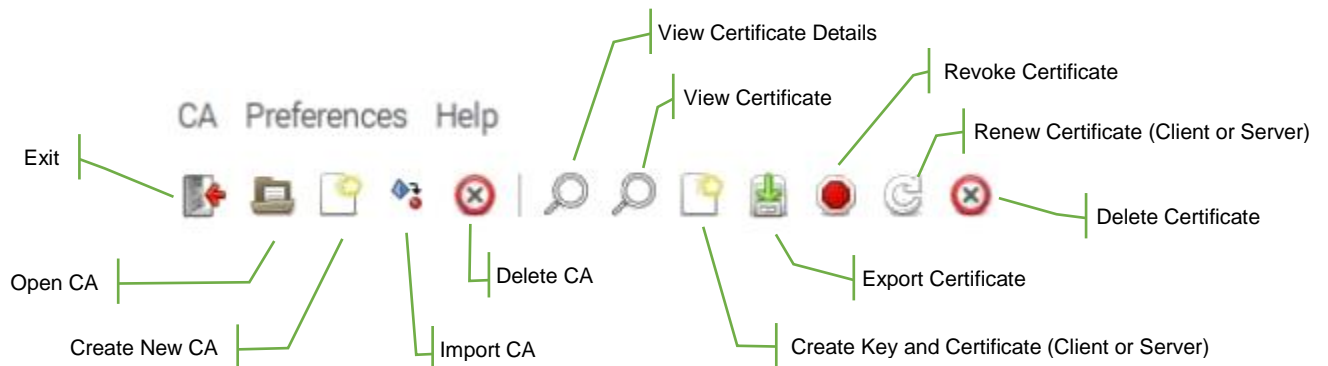 View Certificate Details
Revoke Certificate
View Certificate
CA Preferences Help
Renew Certificate (Client or Server)
Exit
Delete Certificate
Open CA
Delete CA
Export Certificate
Create New CA
Import CA
Create Key and Certificate (Client or Server)